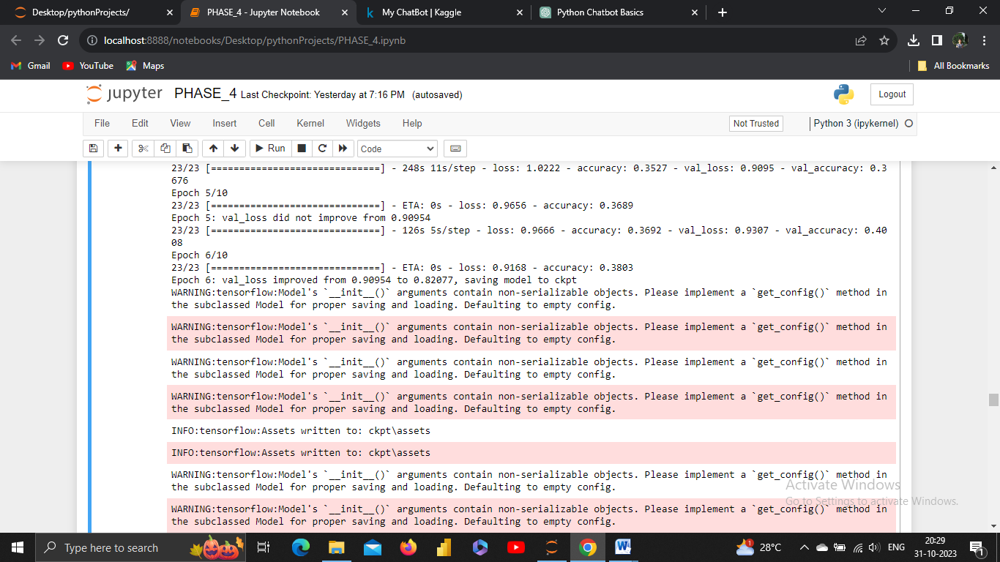 Desktop/pythonProjects/
PHASE_4 - Jupyter Notebook
My ChatBot | Kaggle
Python Chatbot Basics
localhost:8888/notebooks/Desktop/pythonProjects/PHASE_4.ipynb
Gmail
YouTube
Maps
All Bookmarks
jupyter PHASE_4 Last Checkpoint: Yesterday at 7:16 PM (autosaved)
Logout
File Edit View Insert Cell Kernel Widgets Help
Not Trusted
Python 3 (ipykernel)
Run
Code
23/23 [==============================] - 248s 11s/step - loss: 1.0222 - accuracy: 0.3527 - val_loss: 0.9095 - val_accuracy: 0.3
676
Epoch 5/10
23/23 [==============================] - ETA: 0s - loss: 0.9656 - accuracy: 0.3689
Epoch 5: val_loss did not improve from 0.90954
23/23 [==============================] - 126s 5s/step - loss: 0.9666 - accuracy: 0.3692 - val_loss: 0.9307 - val_accuracy: 0.40
08
Epoch 6/10
23/23 [==============================] - ETA: 0s - loss: 0.9168 - accuracy: 0.3803
Epoch 6: val_loss improved from 0.90954 to 0.82077, saving model to ckpt
WARNING:tensorflow:Model's `__init__()` arguments contain non-serializable objects. Please implement a `get_config()` method in
the subclassed Model for proper saving and loading. Defaulting to empty config.
WARNING:tensorflow:Model's `__init__()` arguments contain non-serializable objects. Please implement a `get_config()` method in
the subclassed Model for proper saving and loading. Defaulting to empty config.
WARNING:tensorflow:Model's `__init__()` arguments contain non-serializable objects. Please implement a `get_config()` method in
the subclassed Model for proper saving and loading. Defaulting to empty config.
WARNING:tensorflow:Model's `__init__()` arguments contain non-serializable objects. Please implement a `get_config()` method in
the subclassed Model for proper saving and loading. Defaulting to empty config.
INFO:tensorflow:Assets written to: ckpt\assets
INFO:tensorflow:Assets written to: ckpt\assets
WARNING:tensorflow:Model's `__init__()` arguments contain non-serializable objects. Please implement a `get_config()` method in
the subclassed Model for proper saving and loading. Defaulting to empty config.
WARNING:tensorflow:Model's `__init__()` arguments contain non-serializable objects. Please implement a `get_config()` method in
the subclassed Model for proper saving and loading. Defaulting to empty config.
Activate Windows
Go to Settings to activate Windows.
Type here to search
1
28°C
ENG
20:29
31-10-2023
1